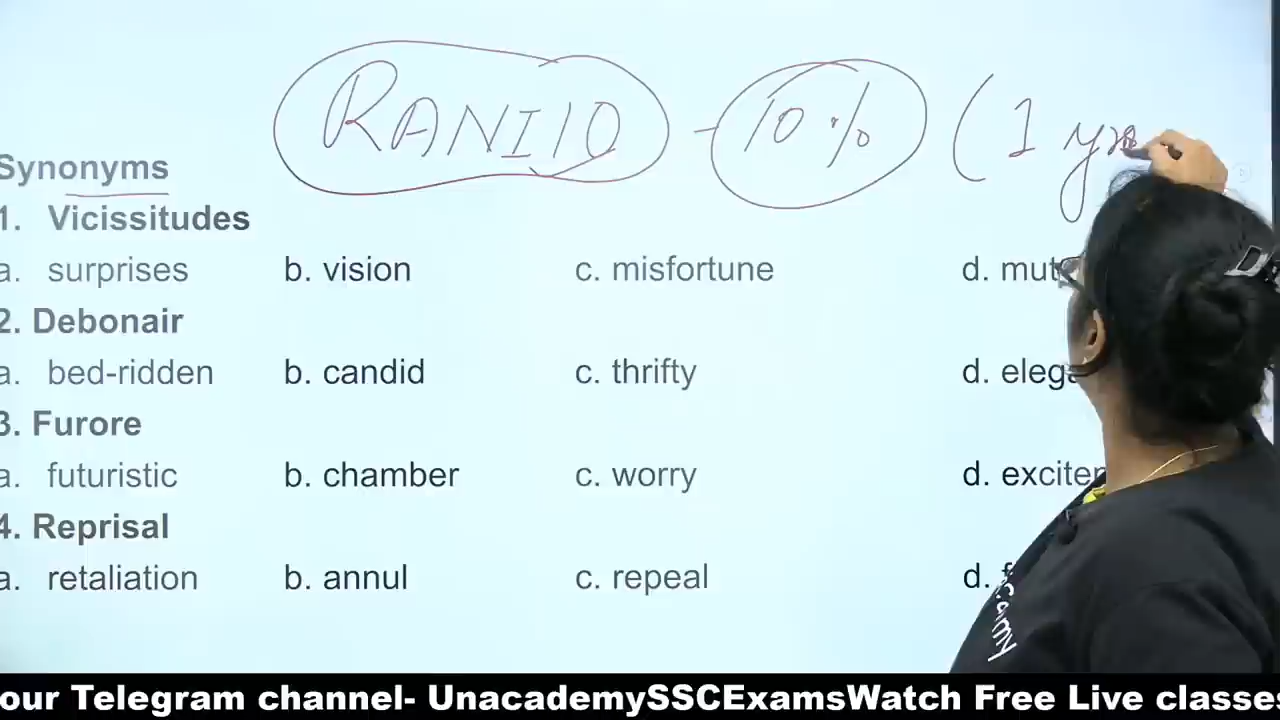 RANI10 - 10% (1 yr
Synonyms
1. Vicissitudes
a. surprises b. vision c. misfortune d.
2. Debonair
a. bed-ridden b. candid c. thrifty d.
3. Furore
a. futuristic b. chamber c. worry d.
4. Reprisal
a. retaliation b. annul c. repeal d.
our Telegram channel- UnacademySSCExamsWatch Free Live classes